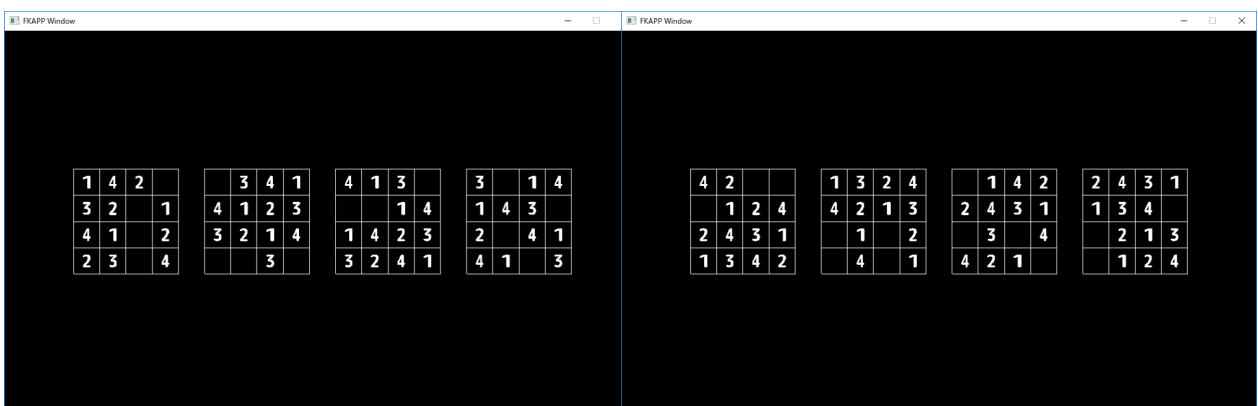 FKAPP Window FKAPP Window
1 4 2 3 4 1 4 1 3 3 1 4 4 2 1 3 2 4 1 4 2 2 4 3 1
3 2 1 4 1 2 3 1 4 1 4 3 1 2 4 4 2 1 3 2 4 3 1 1 3 4
4 1 2 3 2 1 4 1 4 2 3 2 4 1 2 4 3 1 1 2 3 4 2 1 3
2 3 4 3 3 2 4 1 4 1 3 1 3 4 2 4 1 4 2 1 1 2 4